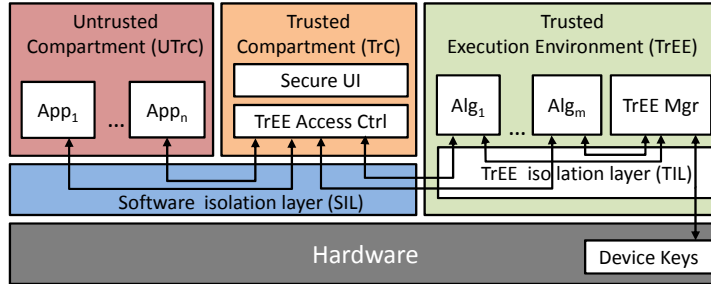 Untrusted
Compartment (UTrC)
Trusted
Compartment (TrC)
Trusted
Execution Environment (TrEE)
App1
...
Appn
Secure UI
TrEE Access Ctrl
Alg1
...
Algm
TrEE Mgr
TrEE isolation layer (TIL)
Software isolation layer (SIL)
Hardware
Device Keys